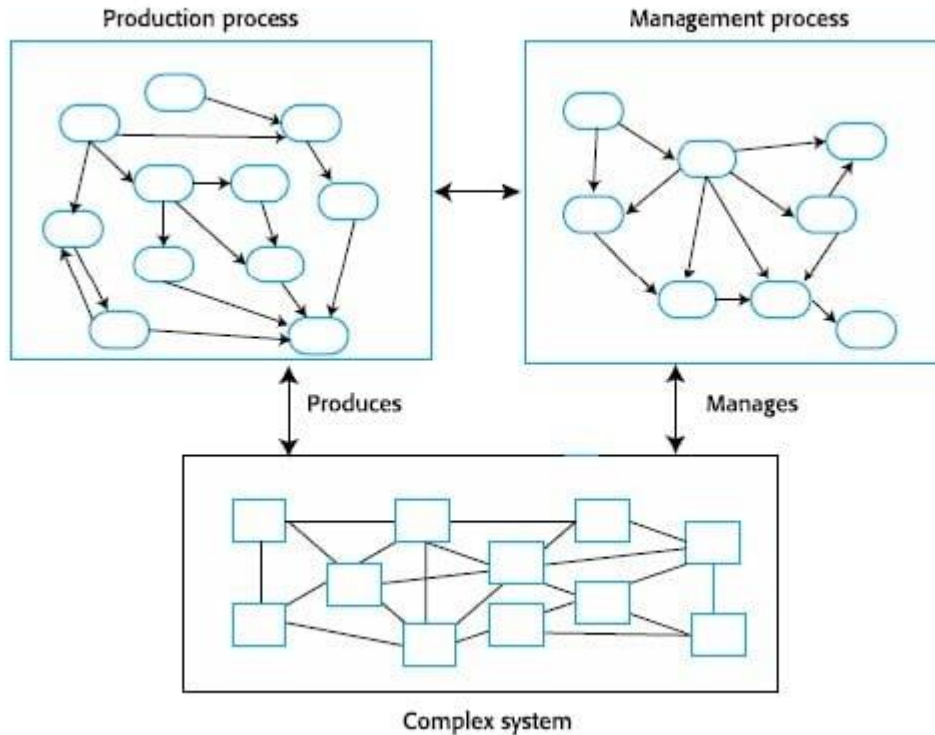 Production process
Management process
Produces
Manages
Complex system